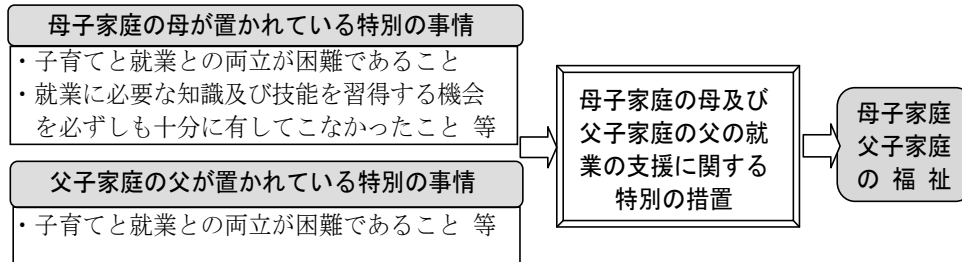 母子家庭の母が置かれている特別の事情
・子育てと就業との両立が困難であること
・就業に必要な知識及び技能を習得する機会
を必ずしも十分に有してこなかったこと 等
父子家庭の父が置かれている特別の事情
・子育てと就業との両立が困難であること 等
母子家庭の母及び
父子家庭の父の就
業の支援に関する
特別の措置
母子家庭
父子家庭
の 福 祉